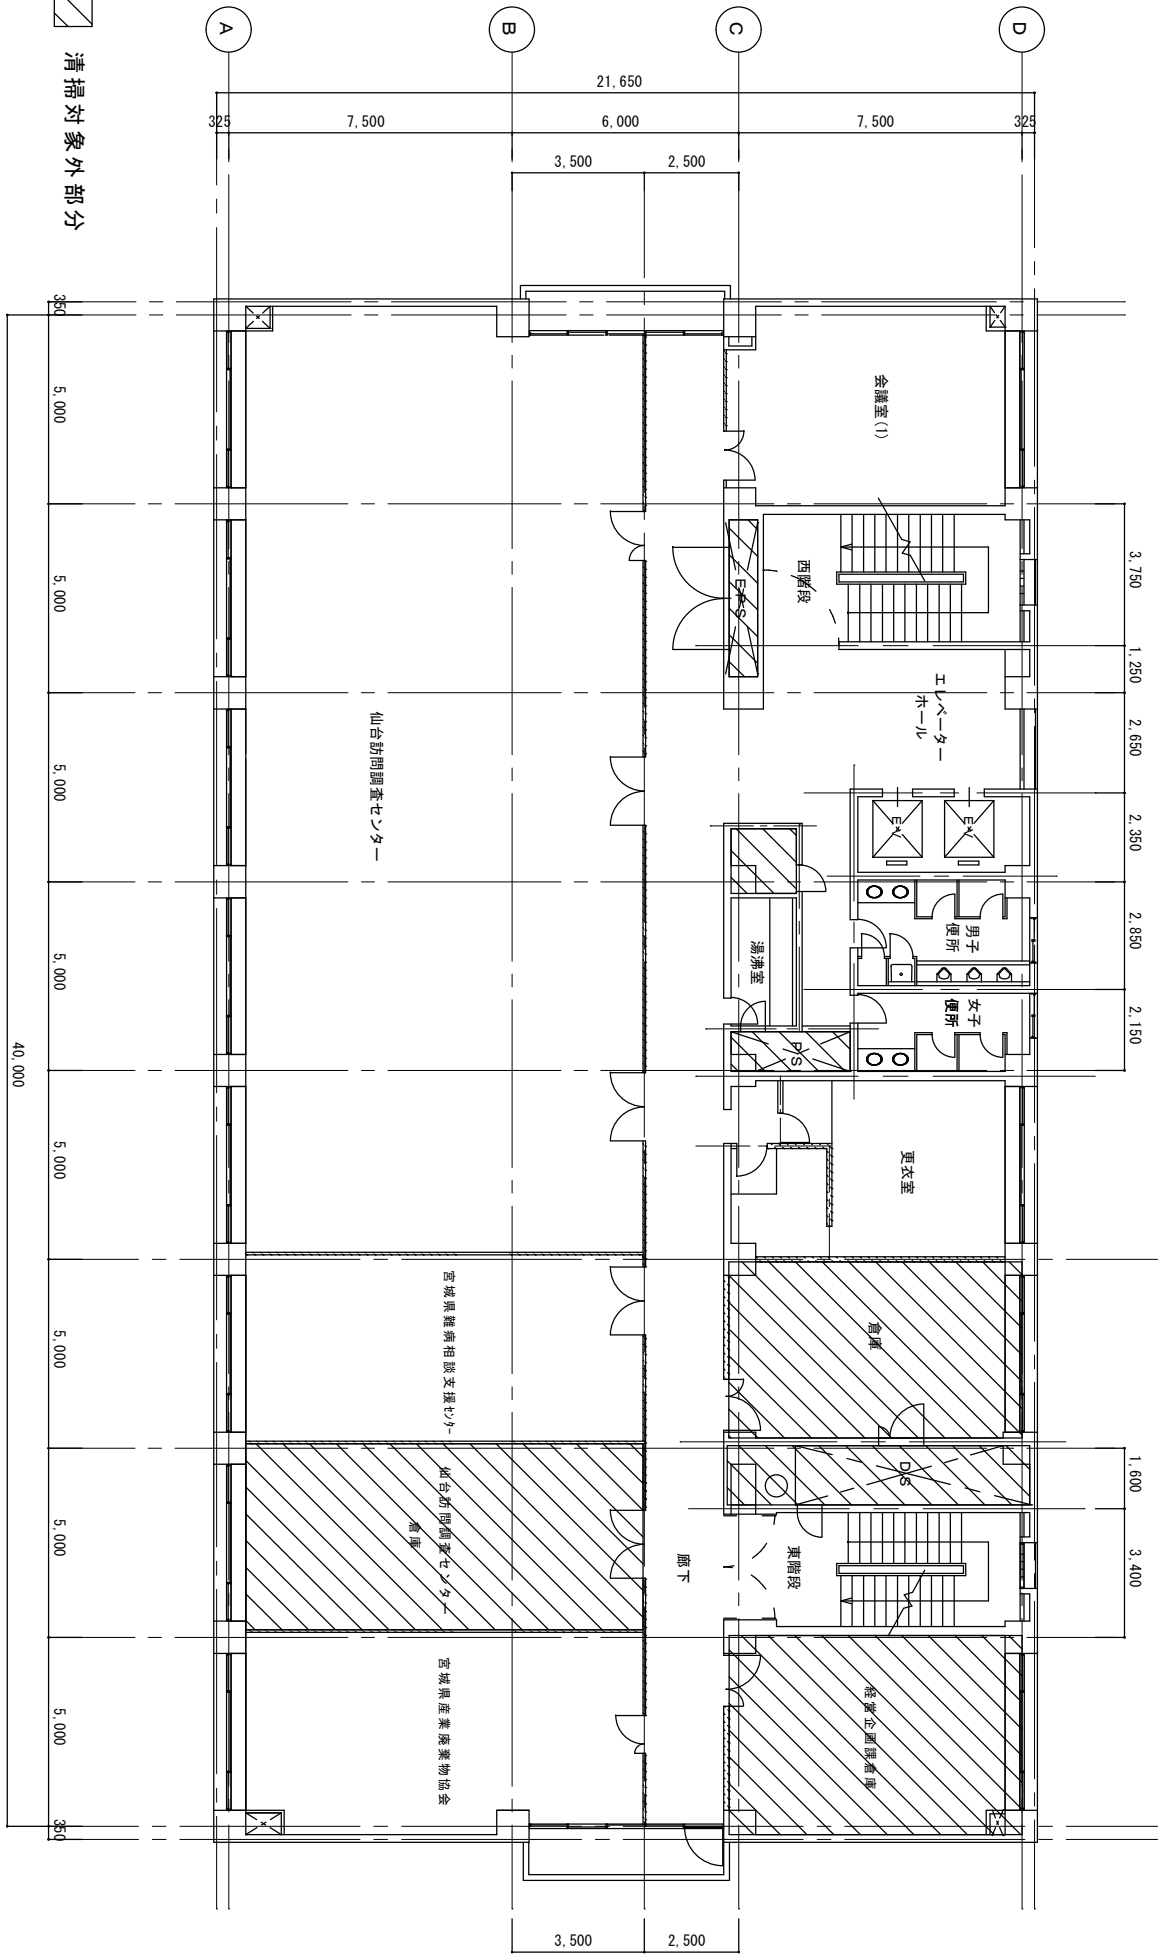 A
B
C
D
清掃対象外部分
21,650
325
7,500
6,000
7,500
325
3,500
2,500
350
5,000
5,000
5,000
5,000
5,000
5,000
5,000
5,000
350
40,000
会議室(1)
西階段
EPS
エレベーター
ホール
EV
EV
男子
便所
女子
便所
湯沸室
PS
更衣室
倉庫
DS
東階段
廊下
経営企画課倉庫
仙台訪問調査センター
宮城県難病相談支援センター
仙台訪問調査センター
倉庫
宮城県産業廃棄物協会
3,750
1,250
2,650
2,350
2,850
2,150
1,600
3,400
3,500
2,500